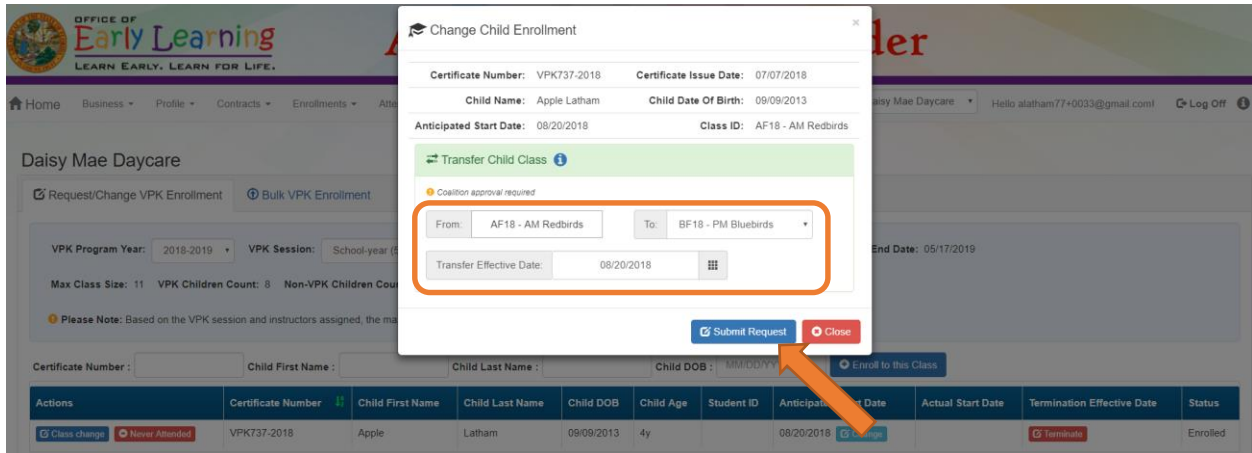 OFFICE OF
Early Learning
LEARN EARLY. LEARN FOR LIFE.
der
Home Business Profile Contracts Enrollments Atte
aisy Mae Daycare Hello alatham77+0033@gmail.com! Log Off
Daisy Mae Daycare
Request/Change VPK Enrollment Bulk VPK Enrollment
VPK Program Year: 2018-2019 VPK Session: School-year (5
End Date: 05/17/2019
Max Class Size: 11 VPK Children Count: 8 Non-VPK Children Cou
Please Note: Based on the VPK session and instructors assigned, the ma
Change Child Enrollment ×
Certificate Number: VPK737-2018 Certificate Issue Date: 07/07/2018
Child Name: Apple Latham Child Date Of Birth: 09/09/2013
Anticipated Start Date: 08/20/2018 Class ID: AF18 - AM Redbirds
Transfer Child Class
Coalition approval required
From: AF18 - AM Redbirds To: BF18 - PM Bluebirds
Transfer Effective Date: 08/20/2018
Submit Request Close
Certificate Number : Child First Name : Child Last Name : Child DOB : MM/DD/YY Enroll to this Class
Actions Certificate Number Child First Name Child Last Name Child DOB Child Age Student ID Anticipate t Date Actual Start Date Termination Effective Date Status
Class change Never Attended VPK737-2018 Apple Latham 09/09/2013 4y 08/20/2018 Change Terminate Enrolled